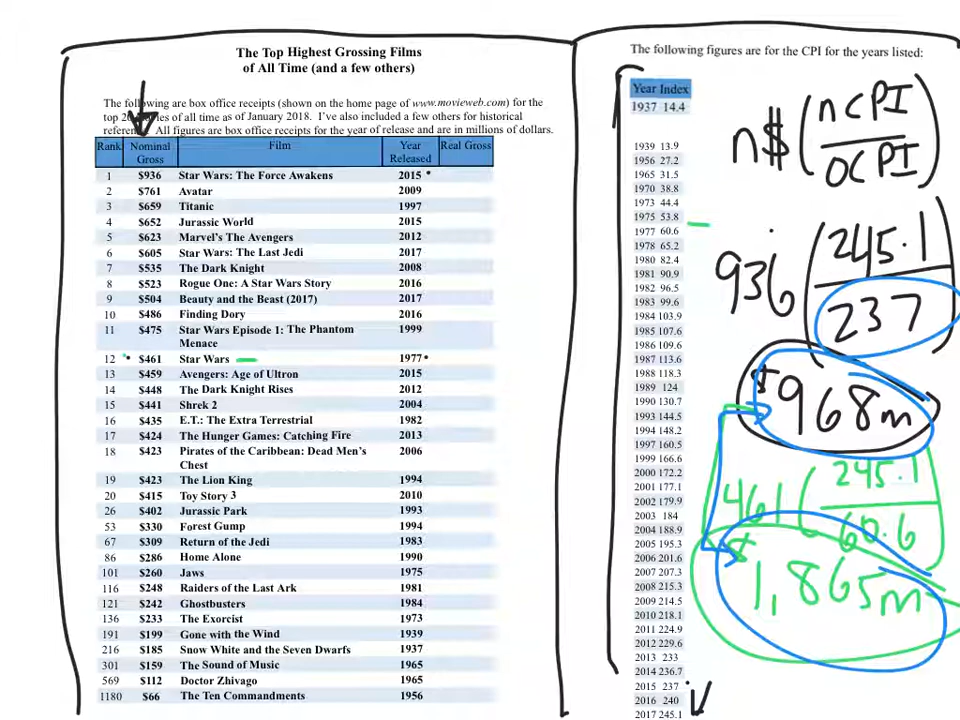 The Top Highest Grossing Films
of All Time (and a few others)
The following are box office receipts (shown on the home page of www.movieweb.com) for the
top 20 of all time as of January 2018. I've also included a few others for historical
All figures are box office receipts for the year of release and are in millions of dollars.
Rank Nominal Gross Film Year Released Real Gross
1 $936 Star Wars: The Force Awakens 2015
2 $761 Avatar 2009
3 $659 Titanic 1997
4 $652 Jurassic World 2015
5 $623 Marvel's The Avengers 2012
6 $605 Star Wars: The Last Jedi 2017
7 $535 The Dark Knight 2008
8 $523 Rogue One: A Star Wars Story 2016
9 $504 Beauty and the Beast (2017) 2017
10 $486 Finding Dory 2016
11 $475 Star Wars Episode 1: The Phantom 1999
Menace
12 $461 Star Wars 1977
13 $459 Avengers: Age of Ultron 2015
14 $448 The Dark Knight Rises 2012
15 $441 Shrek 2 2004
16 $435 E.T.: The Extra Terrestrial 1982
17 $424 The Hunger Games: Catching Fire 2013
18 $423 Pirates of the Caribbean: Dead Men's 2006
Chest
19 $423 The Lion King 1994
20 $415 Toy Story 3 2010
26 $402 Jurassic Park 1993
53 $330 Forest Gump 1994
67 $309 Return of the Jedi 1983
86 $286 Home Alone 1990
101 $260 Jaws 1975
116 $248 Raiders of the Last Ark 1981
121 $242 Ghostbusters 1984
136 $233 The Exorcist 1973
191 $199 Gone with the Wind 1939
216 $185 Snow White and the Seven Dwarfs 1937
301 $159 The Sound of Music 1965
569 $112 Doctor Zhivago 1965
1180 $66 The Ten Commandments 1956
The following figures are for the CPI for the years listed:
Year Index
1937 14.4
1939 13.9
1956 27.2
1965 31.5
1970 38.8
1973 44.4
1975 53.8
1977 60.6
1978 65.2
1980 82.4
1981 90.9
1982 96.5
1983 99.6
1984 103.9
1985 107.6
1986 109.6
1987 113.6
1988 118.3
1989 124
1990 130.7
1993 144.5
1994 148.2
1997 160.5
1999 166.6
2000 172.2
2001 177.1
2002 179.9
2003 184
2004 188.9
2005 195.3
2006 201.6
2007 207.3
2008 215.3
2009 214.5
2010 218.1
2011 224.9
2012 229.6
2013 233
2014 236.7
2015 237
2016 240
2017 245.1
n$ (nCPI
OCPI)
936 (245.1
237)
$968m
461 (245.1
60.6)
$1,865m